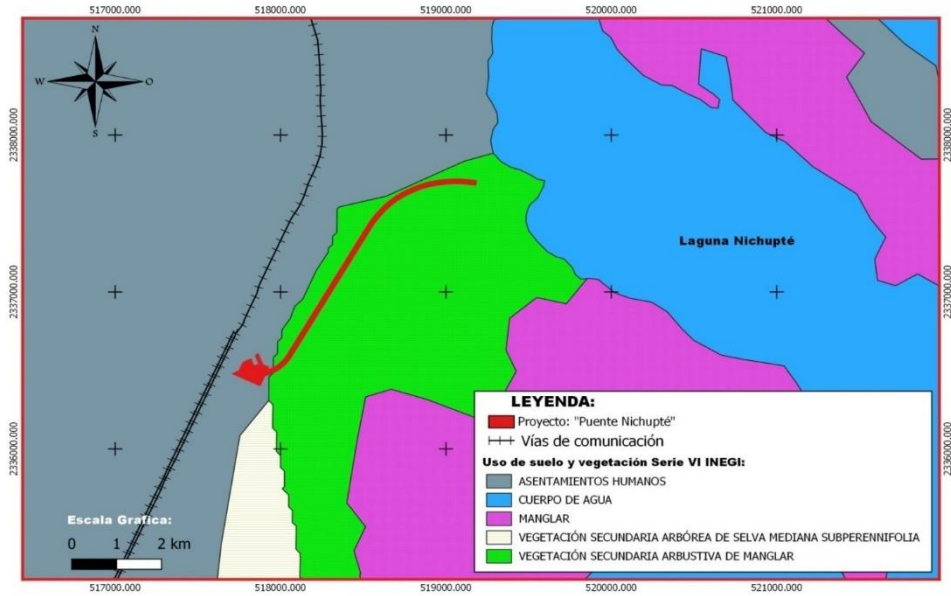 517000.000 518000.000 519000.000 520000.000 521000.000
N
W O
S
2338000.000 2338000.000
Laguna Nichupté
2337000.000 2337000.000
LEYENDA:
Proyecto: "Puente Nichupté"
Vías de comunicación
Uso de suelo y vegetación Serie VI INEGI:
2336000.000 2336000.000
ASENTAMIENTOS HUMANOS
CUERPO DE AGUA
MANGLAR
VEGETACIÓN SECUNDARIA ARBÓREA DE SELVA MEDIANA SUBPERENNIFOLIA
VEGETACIÓN SECUNDARIA ARBUSTIVA DE MANGLAR
Escala Grafica:
0 1 2 km
517000.000 518000.000 519000.000 520000.000 521000.000